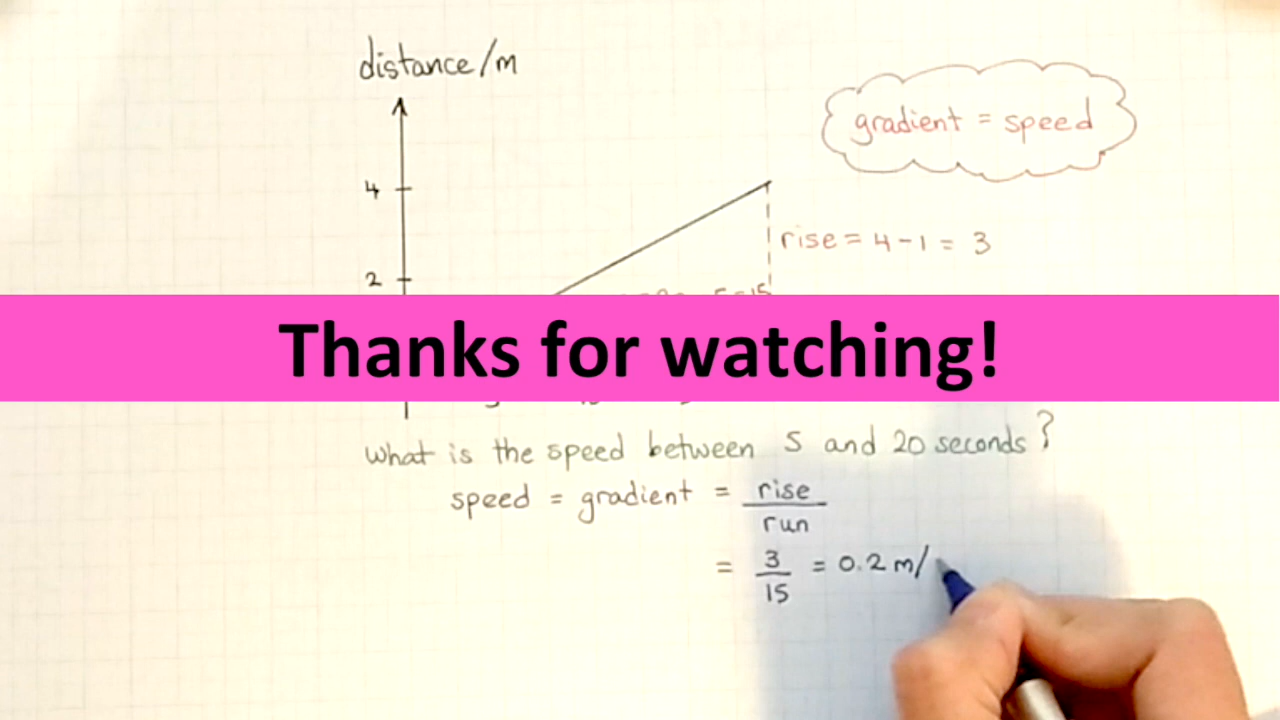 distance/m
gradient = speed
4
rise = 4 - 1 = 3
2
Thanks for watching!
what is the speed between 5 and 20 seconds?
speed = gradient = rise
run
= 3 = 0.2 m/
15